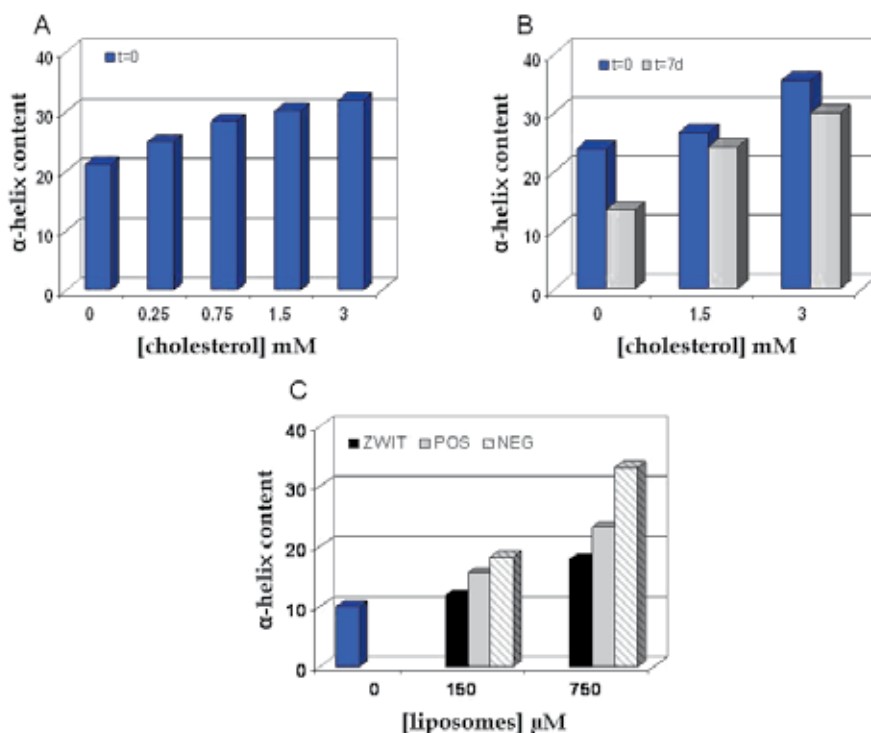 A
t=0
α-helix content
40
30
20
10
0
0 0.25 0.75 1.5 3
[cholesterol] mM
B
t=0 t=7d
α-helix content
40
30
20
10
0
0 1.5 3
[cholesterol] mM
C
ZWIT POS NEG
α-helix content
40
30
20
10
0
0 150 750
[liposomes] µM